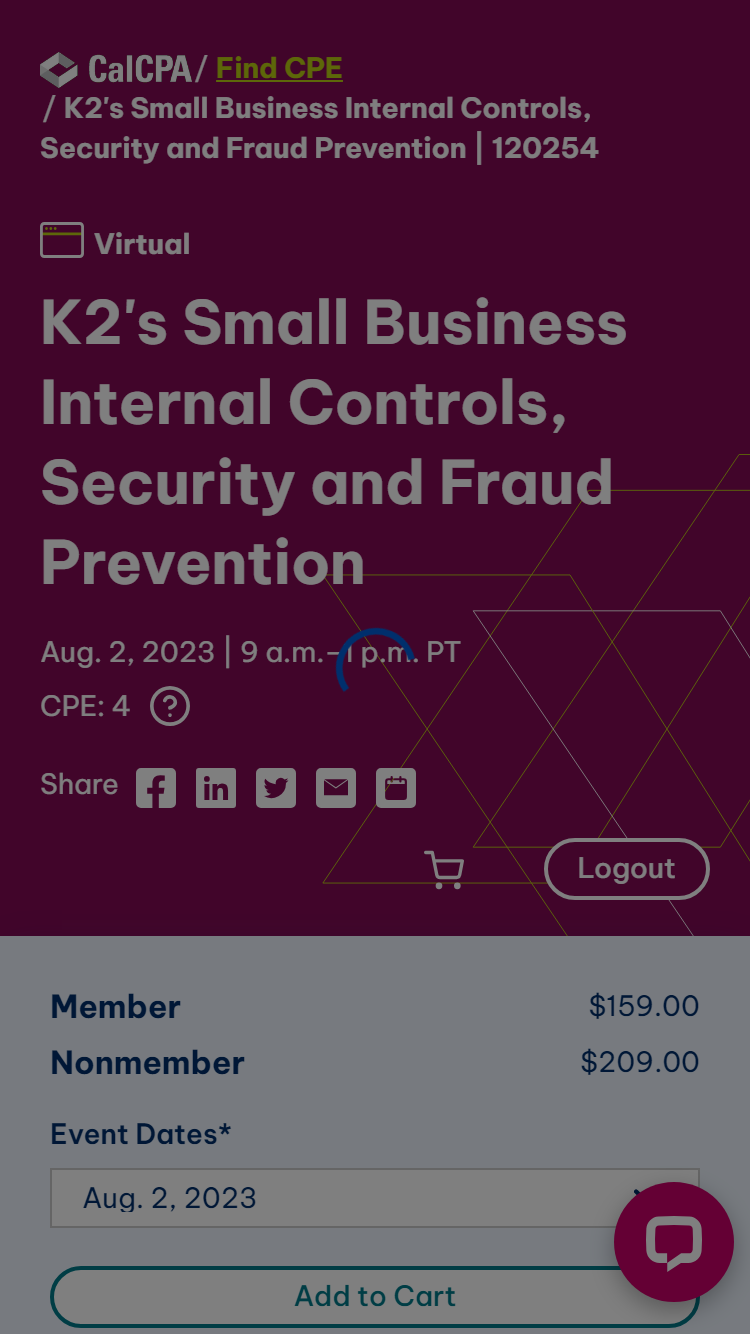 CalCPA / Find CPE
/ K2's Small Business Internal Controls,
Security and Fraud Prevention | 120254
Virtual
K2's Small Business
Internal Controls,
Security and Fraud
Prevention
Aug. 2, 2023 | 9 a.m.–1 p.m. PT
CPE: 4 ?
Share
Logout
Member $159.00
Nonmember $209.00
Event Dates*
Aug. 2, 2023
Add to Cart